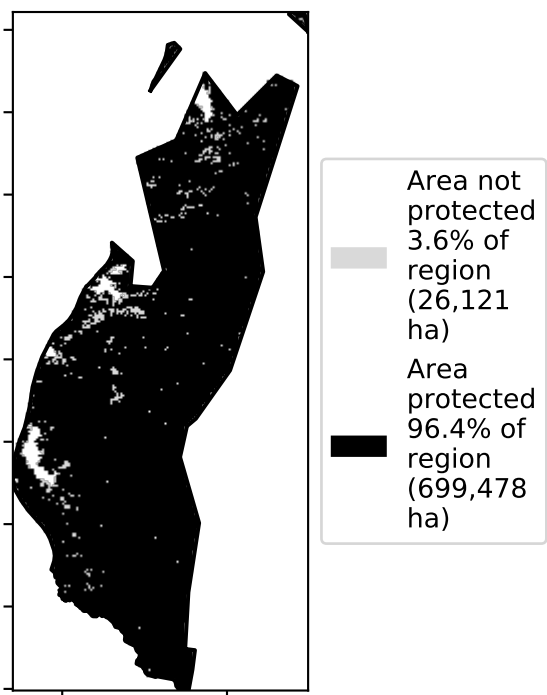 Area not
protected
3.6% of
region
(26,121
ha)
Area
protected
96.4% of
region
(699,478
ha)